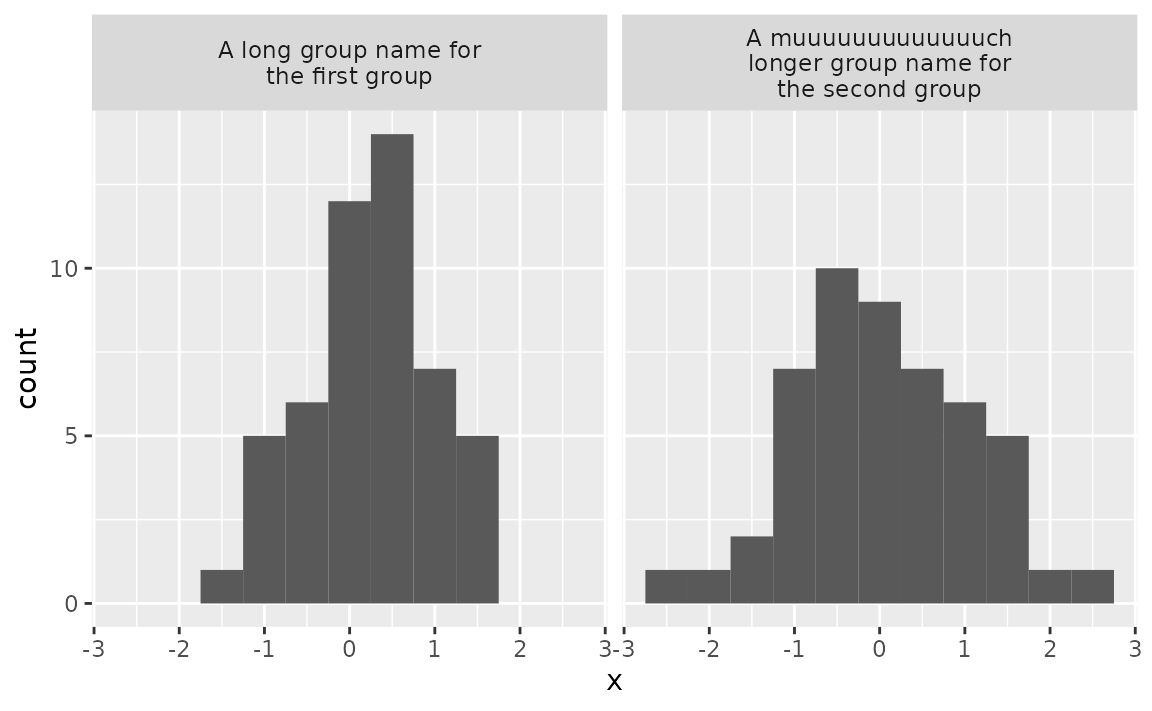 A long group name for
the first group
A muuuuuuuuuuuuuuch
longer group name for
the second group
count
10
5
0
-3 -2 -1 0 1 2 3
-3 -2 -1 0 1 2 3
x